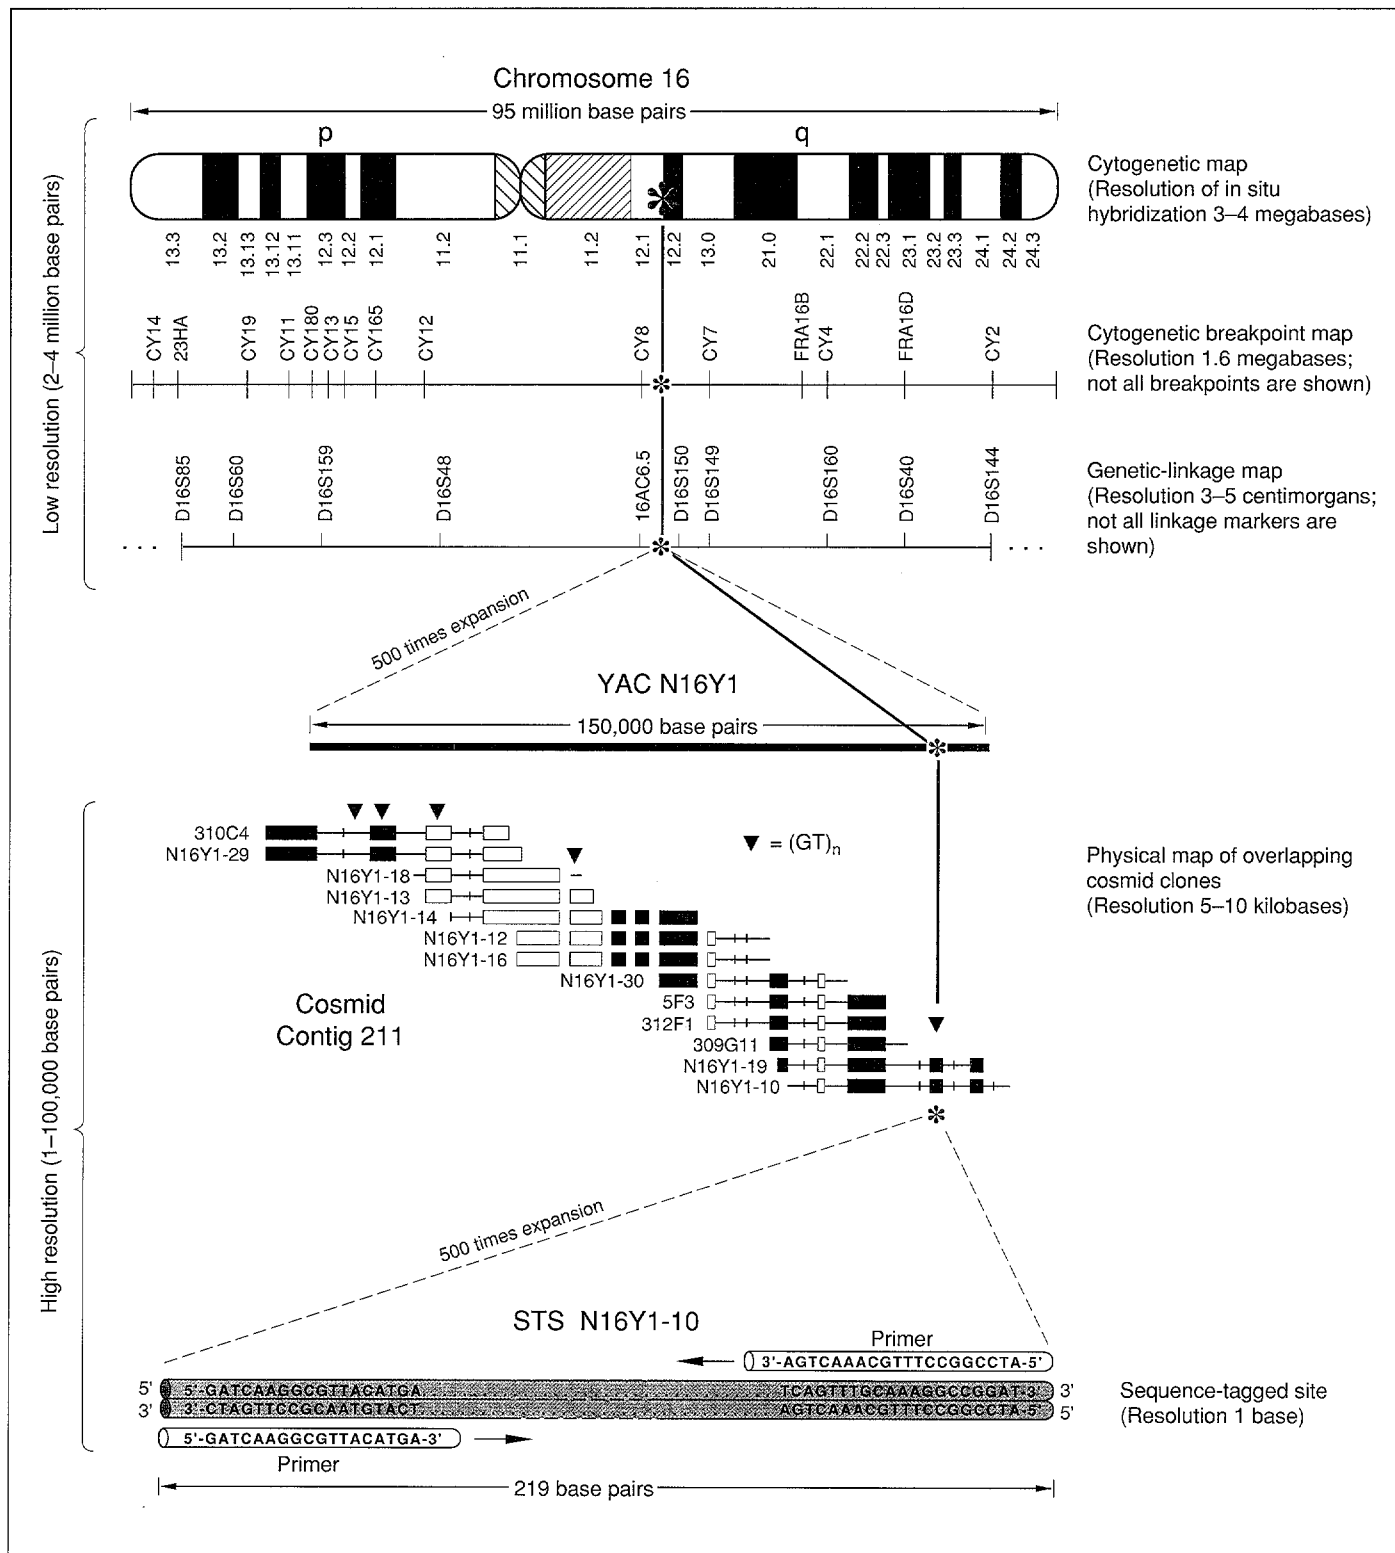 Chromosome 16
95 million base pairs
p
q
Cytogenetic map
(Resolution of in situ
hybridization 3–4 megabases)
13.3 13.2 13.13 13.12 13.11 12.3 12.2 12.1 11.2 11.1 11.2 12.1 12.2 13.0 21.0 22.1 22.2 22.3 23.1 23.2 23.3 24.1 24.2 24.3
Low resolution (2–4 million base pairs)
CY14 23HA CY19 CY11 CY180 CY13 CY15 CY165 CY12 CY8 CY7 FRA16B CY4 FRA16D CY2
Cytogenetic breakpoint map
(Resolution 1.6 megabases;
not all breakpoints are shown)
D16S85 D16S60 D16S159 D16S48 16AC6.5 D16S150 D16S149 D16S160 D16S40 D16S144
Genetic-linkage map
(Resolution 3–5 centimorgans;
not all linkage markers are
shown)
. . .
. . .
500 times expansion
YAC N16Y1
150,000 base pairs
High resolution (1–100,000 base pairs)
310C4
N16Y1-29
N16Y1-18
N16Y1-13
N16Y1-14
N16Y1-12
N16Y1-16
N16Y1-30
5F3
312F1
309G11
N16Y1-19
N16Y1-10
▼ = (GT)n
Physical map of overlapping
cosmid clones
(Resolution 5–10 kilobases)
Cosmid
Contig 211
500 times expansion
STS N16Y1-10
Primer
3'-AGTCAAACGTTTCCGGCCTA-5'
5' 5'-GATCAAGGCGTTACATGA TCAGTTTGCAAAGGCCGGAT-3' 3'
3' 3'-CTAGTTCCGCAATGTACT AGTCAAACGTTTCCGGCCTA-5' 5'
5'-GATCAAGGCGTTACATGA-3'
Primer
Sequence-tagged site
(Resolution 1 base)
219 base pairs